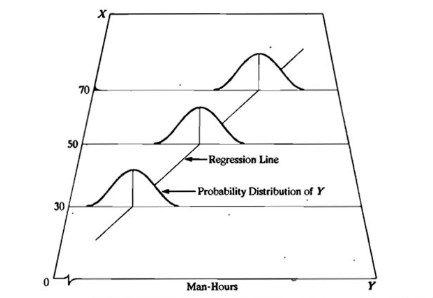 X
70
50
Regression Line
Probability Distribution of Y
30
0
Man-Hours
Y